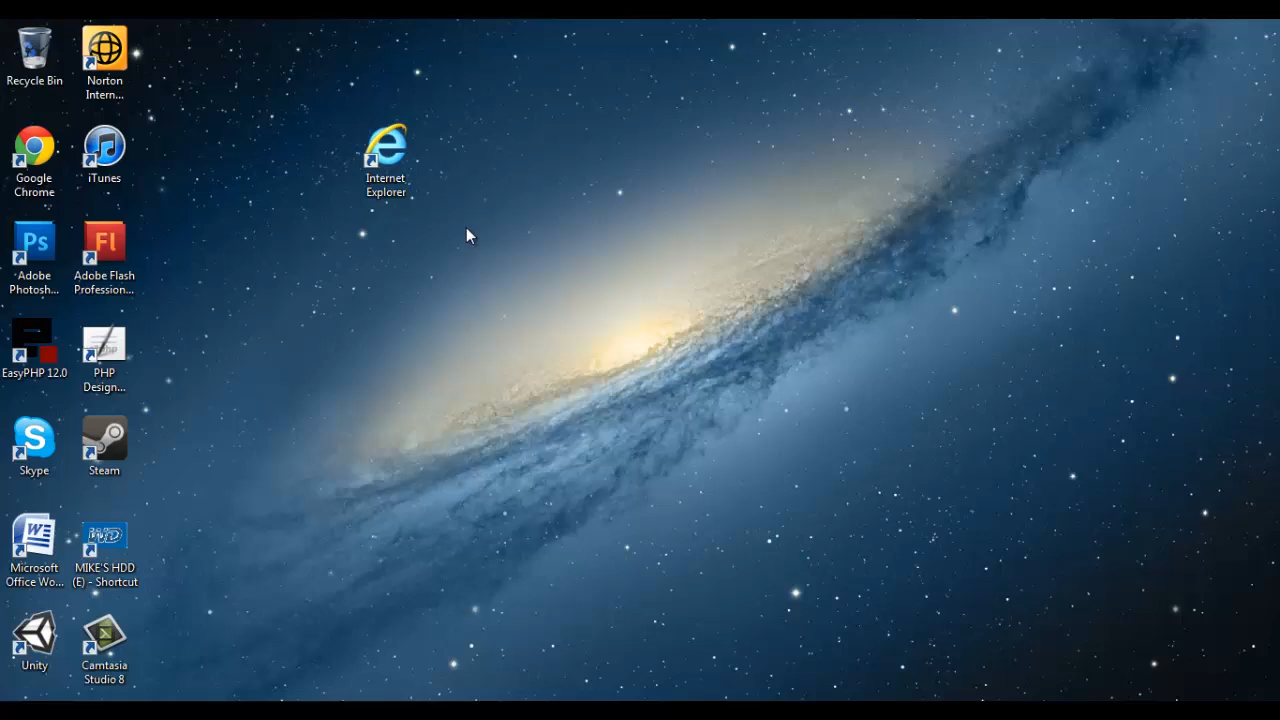 Recycle Bin
Norton
Intern...
Google
Chrome
iTunes
Internet
Explorer
Ps
Adobe
Photosh...
Fl
Adobe Flash
Profession...
EasyPHP 12.0
PHP
Design...
S
Skype
Steam
W
Microsoft
Office Wo...
WD
MIKE'S HDD
(E) - Shortcut
Unity
Camtasia
Studio 8